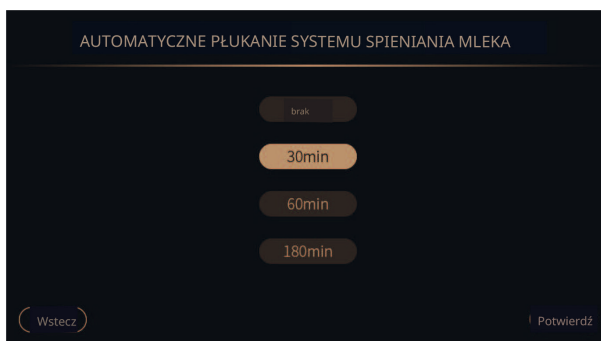 AUTOMATYCZNE PŁUKANIE SYSTEMU SPIENIANIA MLEKA
brak
30min
60min
180min
Wstecz
Potwierdź